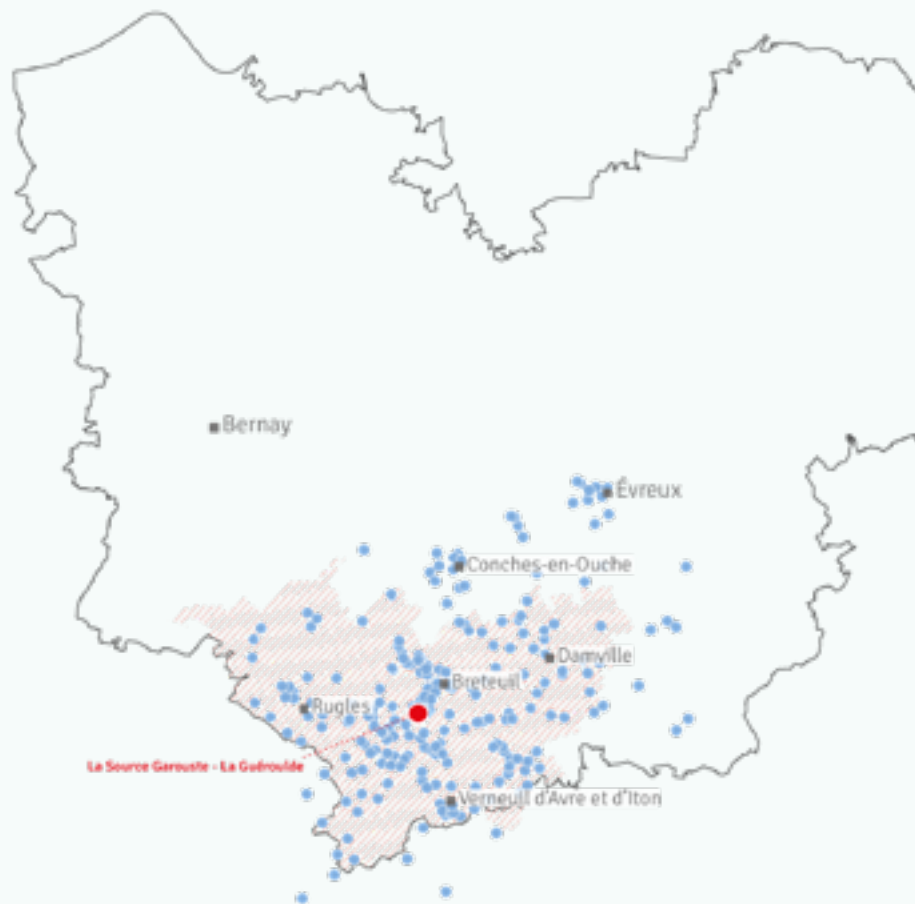 Bernay
Évreux
Conches-en-Ouche
Damville
Breteuil
Rugles
La Source Garouste - La Guéroulde
Verneuil d'Avre et d'Iton